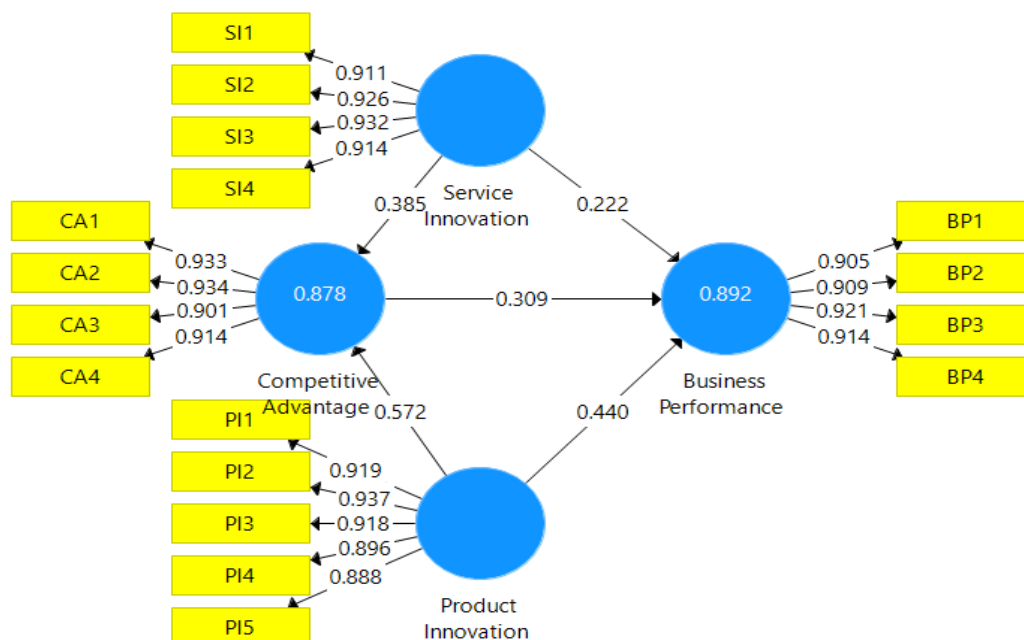 SI1
0.911
SI2
0.926
SI3
0.932
0.914
SI4
Service
Innovation
0.385
0.222
CA1
0.933
CA2
0.934
CA3
0.901
0.914
CA4
0.878
0.309
0.892
BP1
0.905
BP2
0.909
0.921
BP3
0.914
BP4
Competitive
Advantage
Business
Performance
0.572
0.440
PI1
0.919
PI2
0.937
PI3
0.918
0.896
PI4
0.888
PI5
Product
Innovation